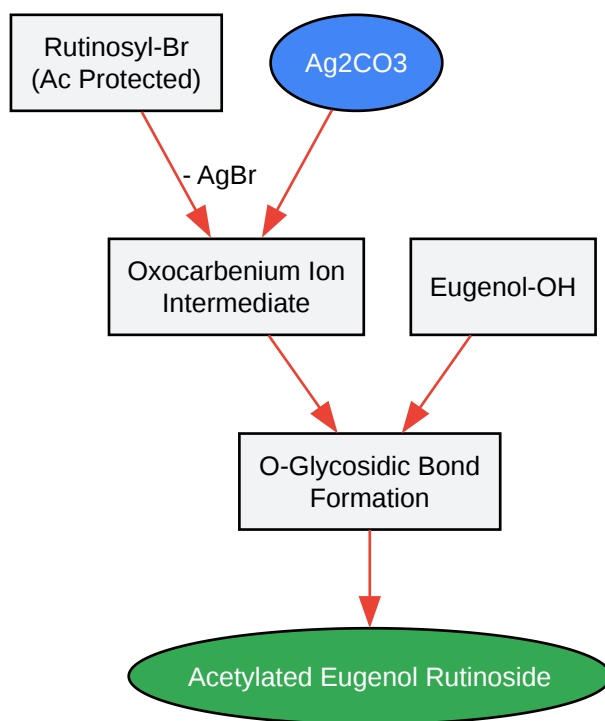 Rutinosyl-Br
(Ac Protected)
Ag2CO3
- AgBr
Oxocarbenium Ion
Intermediate
Eugenol-OH
O-Glycosidic Bond
Formation
Acetylated Eugenol Rutinoside